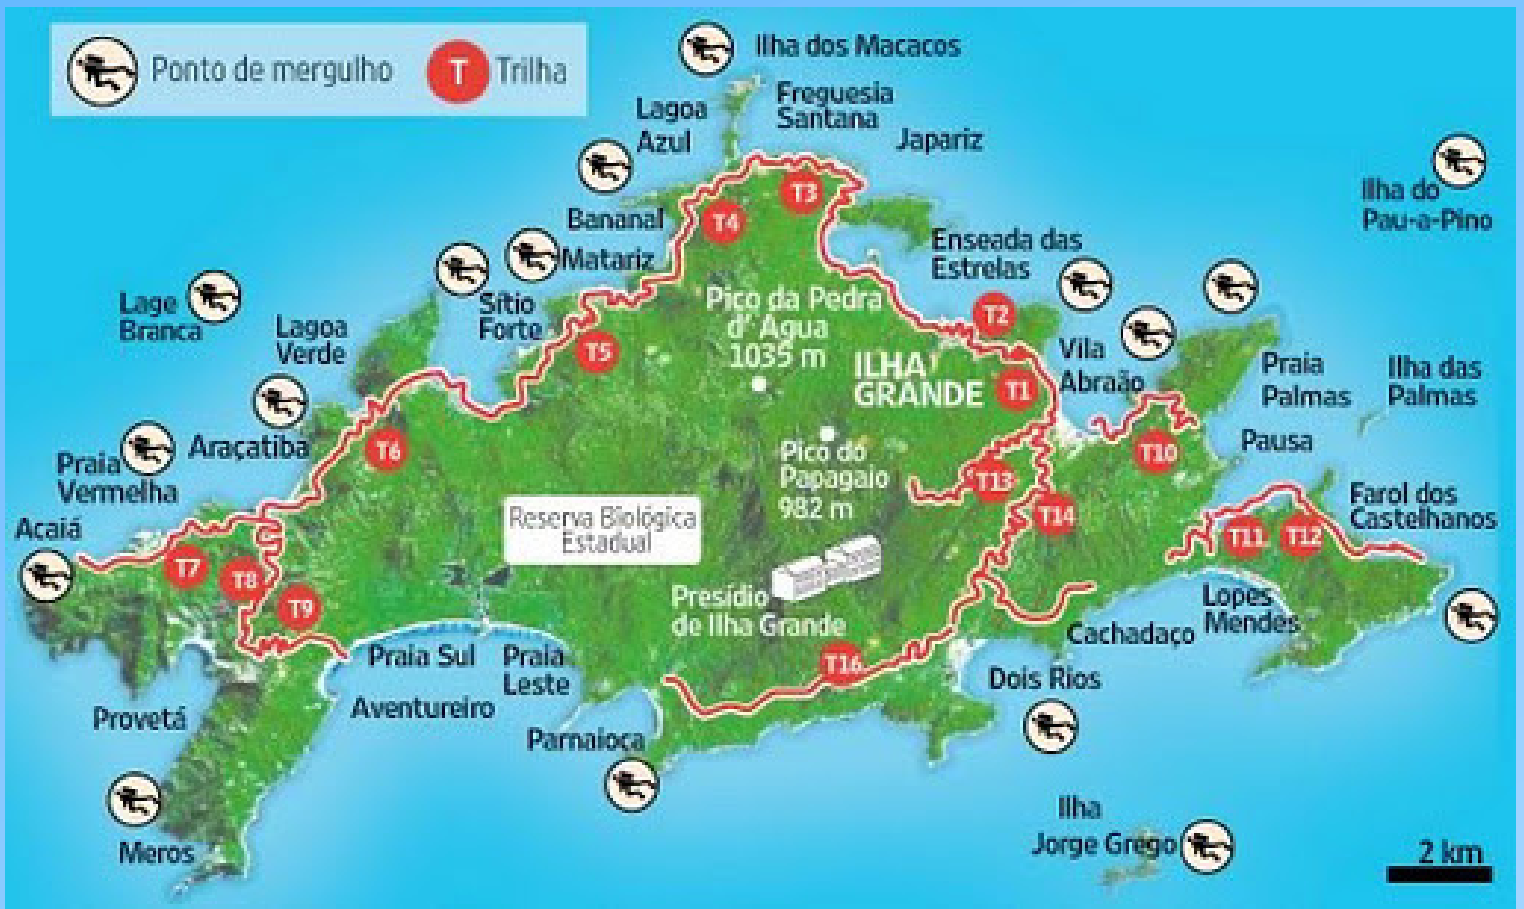 Ponto de mergulho
T
Trilha
Ilha dos Macacos
Lagoa
Azul
Freguesia
Santana
Japariz
Ilha do
Pau-a-Pino
T3
T4
Bananal
Matariz
Enseada das
Estrelas
Lage
Branca
Sítio
Forte
Lagoa
Verde
Pico da Pedra
d' Agua
1035 m
T2
T5
Vila
Abraão
ILHA
GRANDE
T1
Praia
Palmas
Ilha das
Palmas
Araçatiba
T6
Praia
Vermelha
Pico do
Papagaio
982 m
T13
T10
Pausa
Acaiá
Reserva Biológica
Estadual
T14
Farol dos
Castelhanos
T11
T12
T7
T8
T9
Presídio
de Ilha Grande
Lopes
Mendes
Cachadaço
Praia Sul
Praia
Leste
T16
Dois Rios
Aventureiro
Provetá
Parnaioca
Meros
Ilha
Jorge Grego
2 km